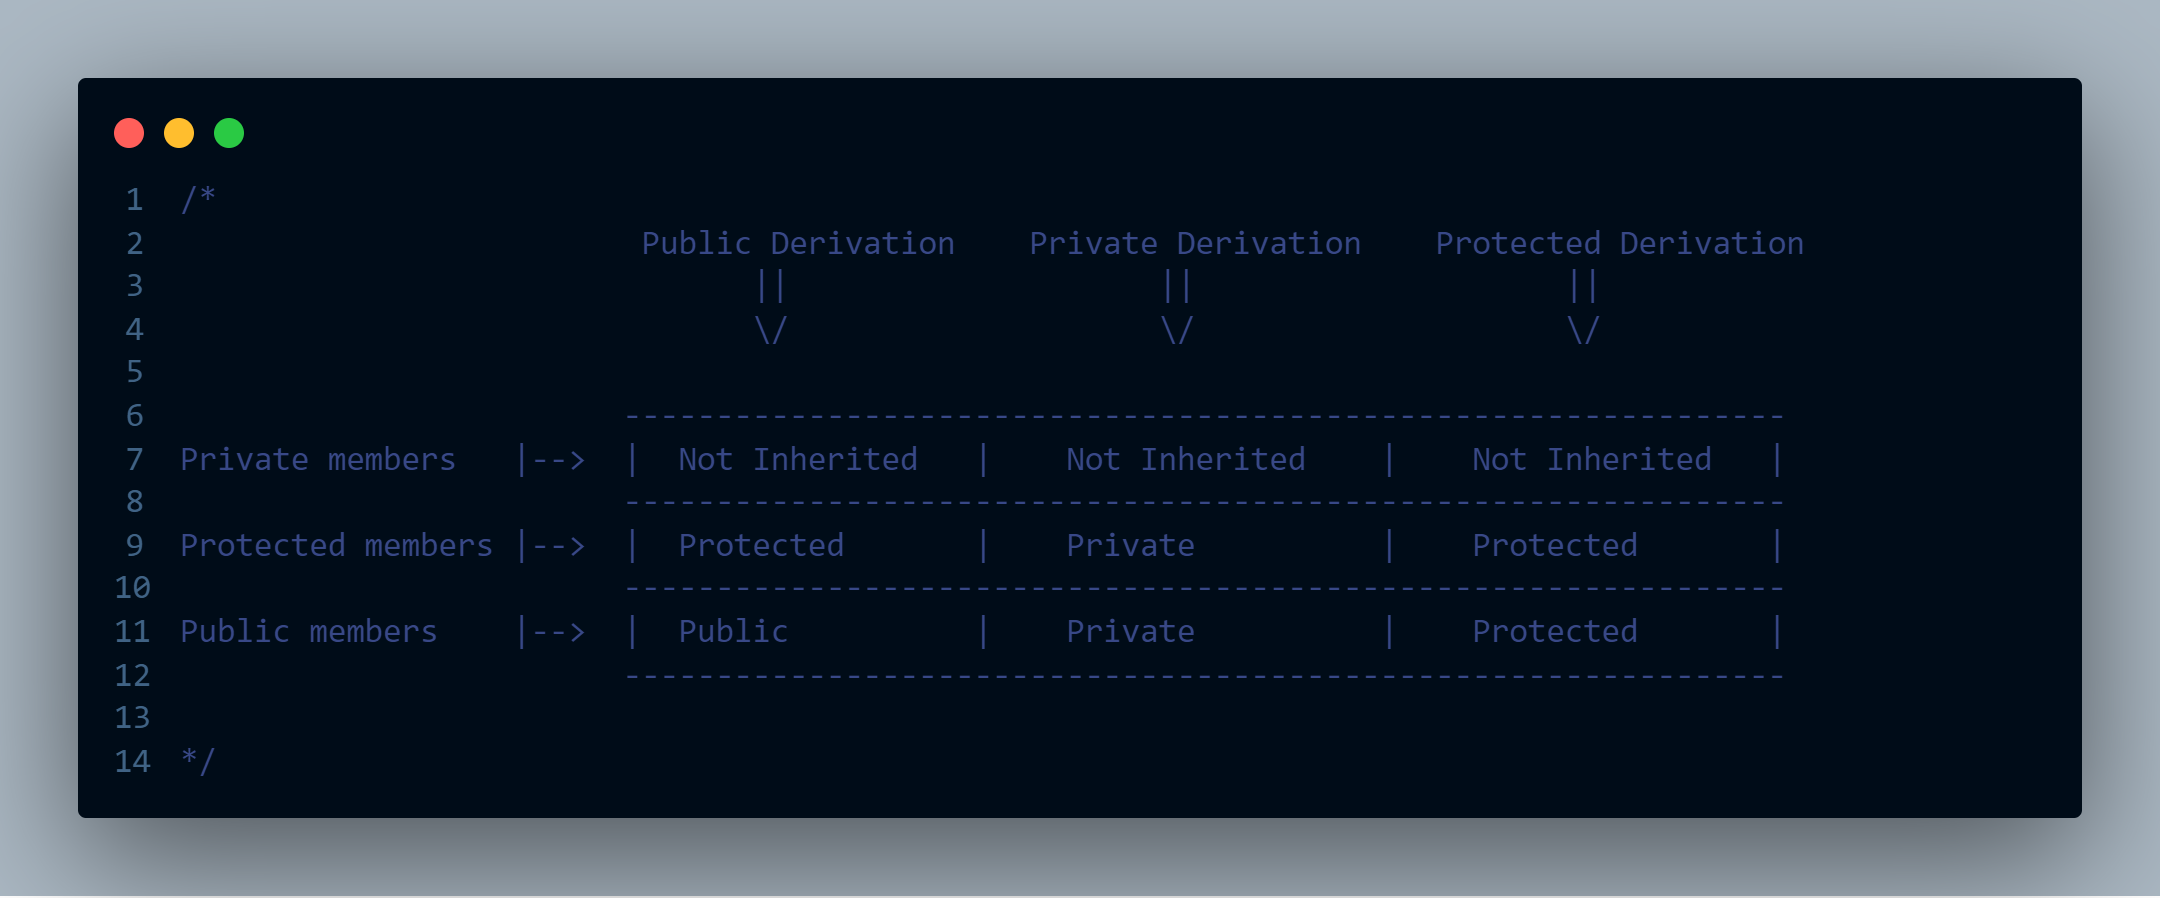 1 /*
2                          Public Derivation    Private Derivation    Protected Derivation
3                                ||                    ||                    ||
4                                \/                    \/                    \/
5
6                         ---------------------------------------------------------------
7 Private members   |-->  |  Not Inherited   |    Not Inherited    |    Not Inherited   |
8                         ---------------------------------------------------------------
9 Protected members |-->  |  Protected       |    Private          |    Protected       |
10                        ---------------------------------------------------------------
11 Public members    |-->  |  Public          |    Private          |    Protected       |
12                        ---------------------------------------------------------------
13
14 */